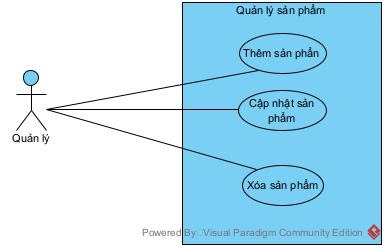 Quản lý sản phẩm
Thêm sản phẩn
Cập nhật sản
phẩm
Quản lý
Xóa sản phẩm
Powered By Visual Paradigm Community Edition